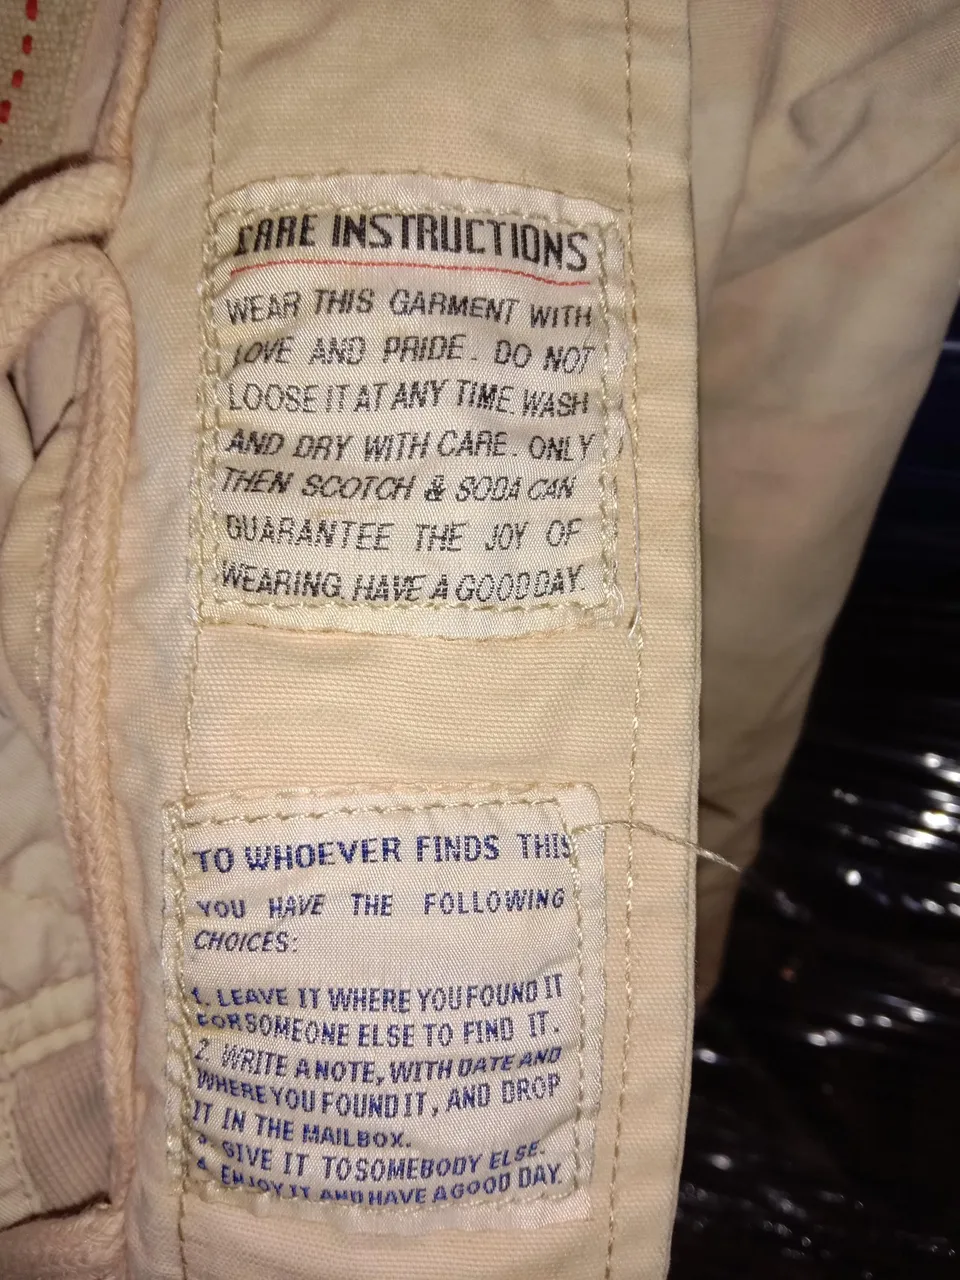 CARE INSTRUCTIONS
WEAR THIS GARMENT WITH
LOVE AND PRIDE. DO NOT
LOOSE IT AT ANY TIME. WASH
AND DRY WITH CARE. ONLY
THEN SCOTCH & SODA CAN
GUARANTEE THE JOY OF
WEARING. HAVE A GOOD DAY.
TO WHOEVER FINDS THIS
YOU HAVE THE FOLLOWING
CHOICES:
1. LEAVE IT WHERE YOU FOUND IT
FOR SOMEONE ELSE TO FIND IT.
2. WRITE A NOTE, WITH DATE AND
WHERE YOU FOUND IT, AND DROP
IT IN THE MAILBOX.
3. GIVE IT TO SOMEBODY ELSE.
4. ENJOY IT AND HAVE A GOOD DAY.